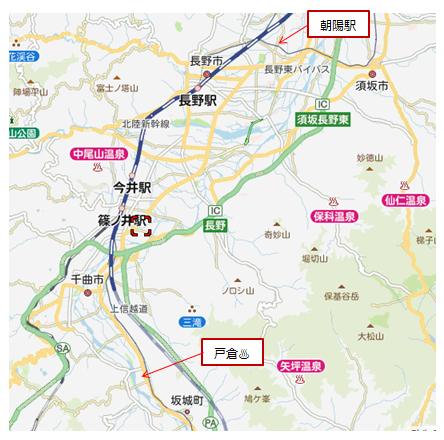 朝陽駅
花渓谷
長野市
長野東バイパス
富士ノ塔山
陣場平山
長野駅
須坂市
北陸新幹線
IC
須坂長野東
山公園
中尾山温泉
妙徳山
今井駅
仙仁温泉
IC
保科温泉
篠ノ井駅
長野
奇妙山
梯子山
堀切山
千曲市
ノロシ山
保基谷岳
上信越道
三滝
大松山
SA
戸倉♨
矢坪温泉
坂城町
鳩ケ峯
PA